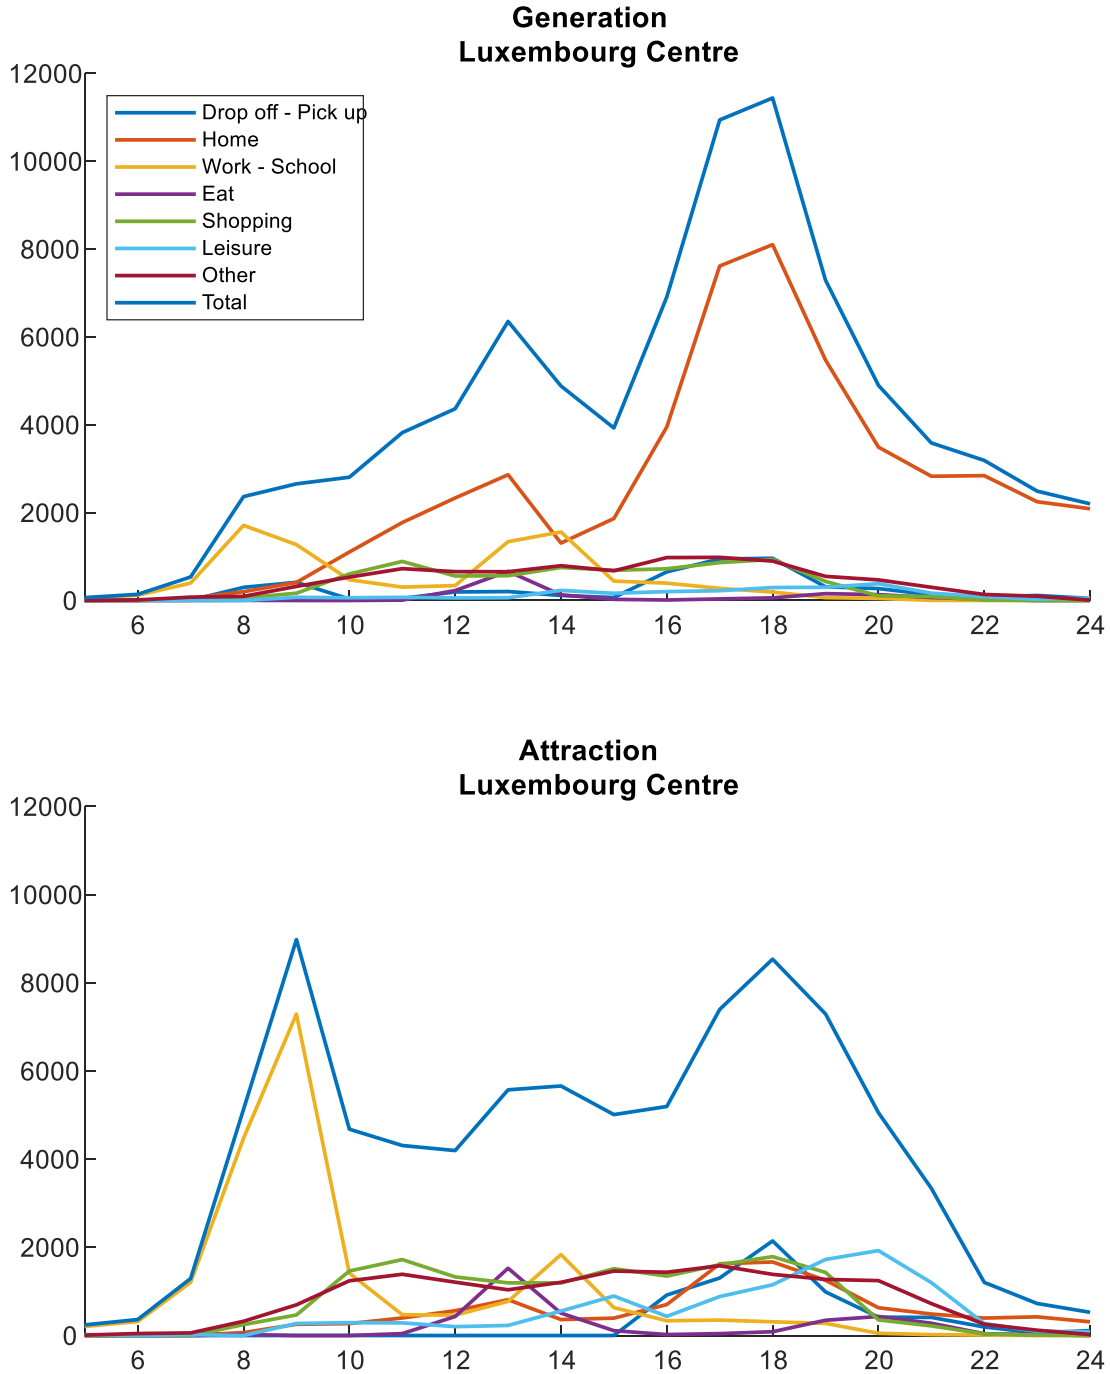 Generation
Luxembourg Centre
12000
10000
8000
6000
4000
2000
0
Drop off - Pick up
Home
Work - School
Eat
Shopping
Leisure
Other
Total
6 8 10 12 14 16 18 20 22 24
Attraction
Luxembourg Centre
12000
10000
8000
6000
4000
2000
0
6 8 10 12 14 16 18 20 22 24